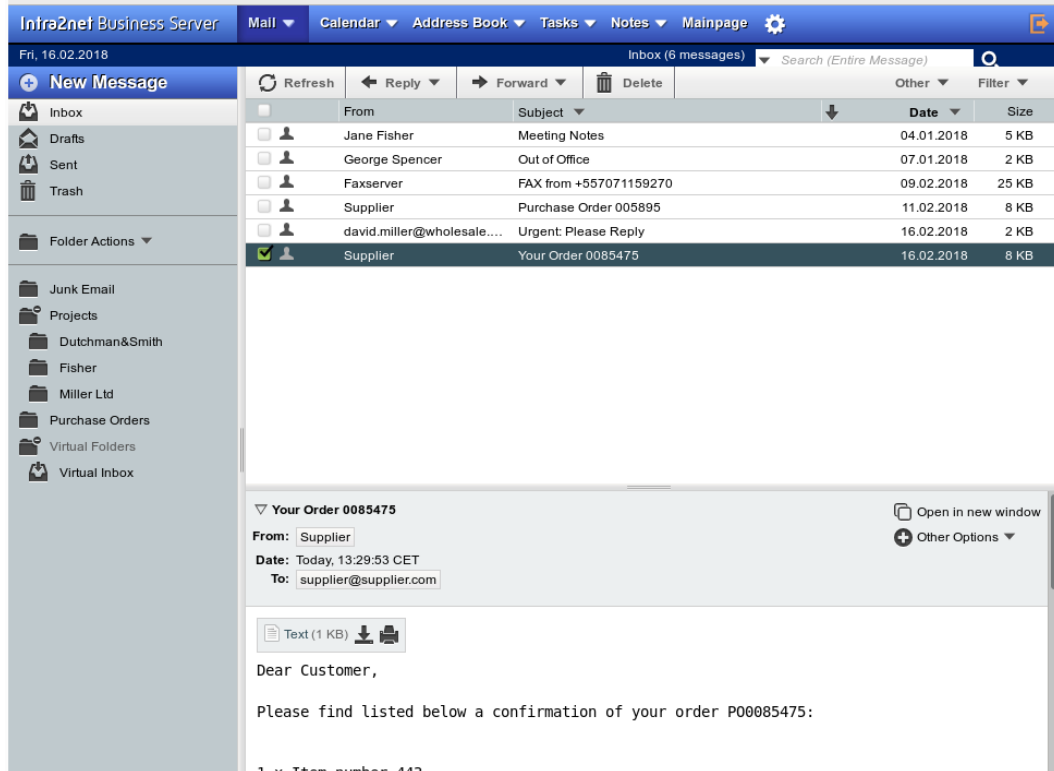 Intra2net Business Server
Mail Calendar Address Book Tasks Notes Mainpage
Fri, 16.02.2018
Inbox (6 messages) Search (Entire Message)
New Message
Refresh Reply Forward Delete Other Filter
Inbox
Drafts
Sent
Trash
Folder Actions
Junk Email
Projects
Dutchman&Smith
Fisher
Miller Ltd
Purchase Orders
Virtual Folders
Virtual Inbox
From Subject Date Size
Jane Fisher Meeting Notes 04.01.2018 5 KB
George Spencer Out of Office 07.01.2018 2 KB
Faxserver FAX from +557071159270 09.02.2018 25 KB
Supplier Purchase Order 005895 11.02.2018 8 KB
david.miller@wholesale.... Urgent: Please Reply 16.02.2018 2 KB
Supplier Your Order 0085475 16.02.2018 8 KB
Your Order 0085475
Open in new window
From: Supplier
Other Options
Date: Today, 13:29:53 CET
To: supplier@supplier.com
Text (1 KB)
Dear Customer,
Please find listed below a confirmation of your order PO0085475:
1 x Item number 443